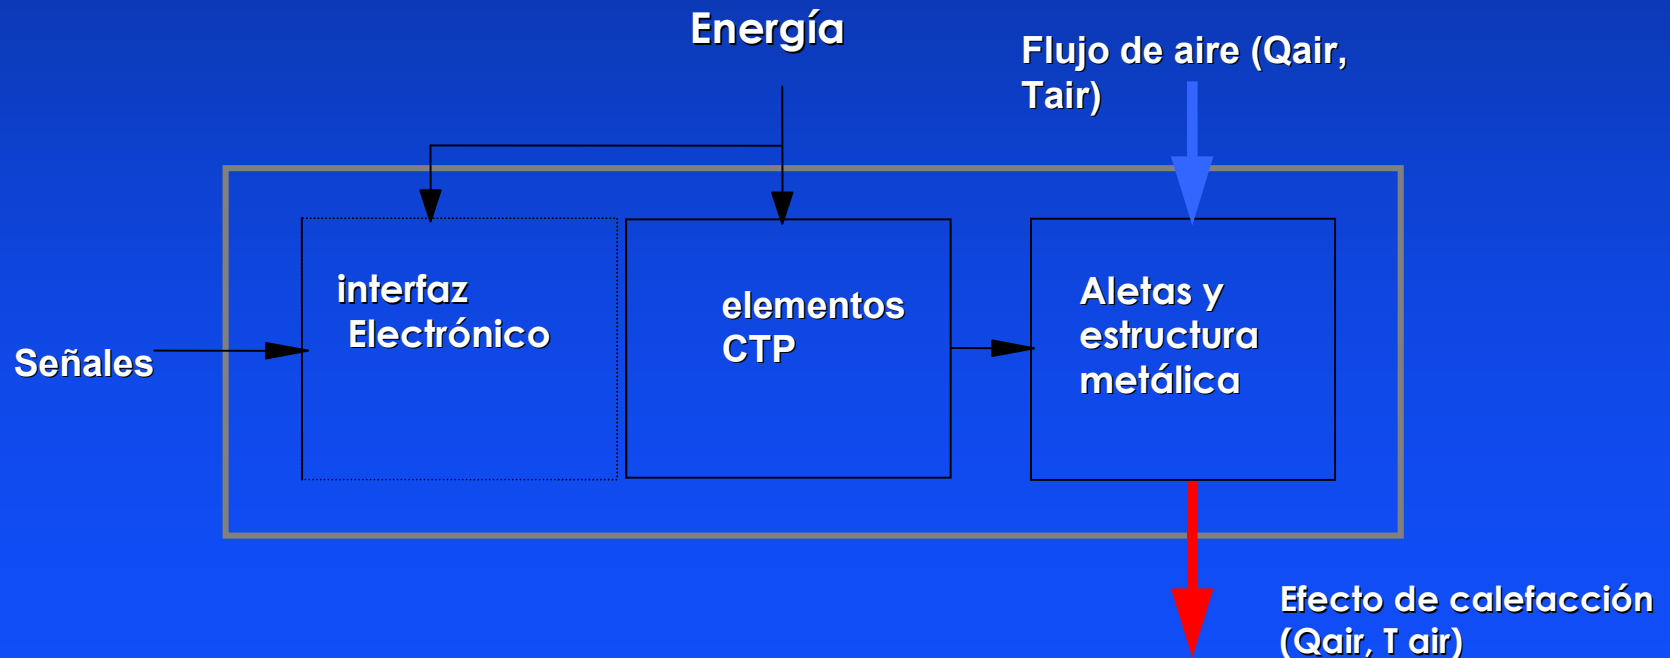 Energía
Flujo de aire (Qair,
Tair)
interfaz
Electrónico
elementos
CTP
Aletas y
estructura
metálica
Señales
Efecto de calefacción
(Qair, T air)